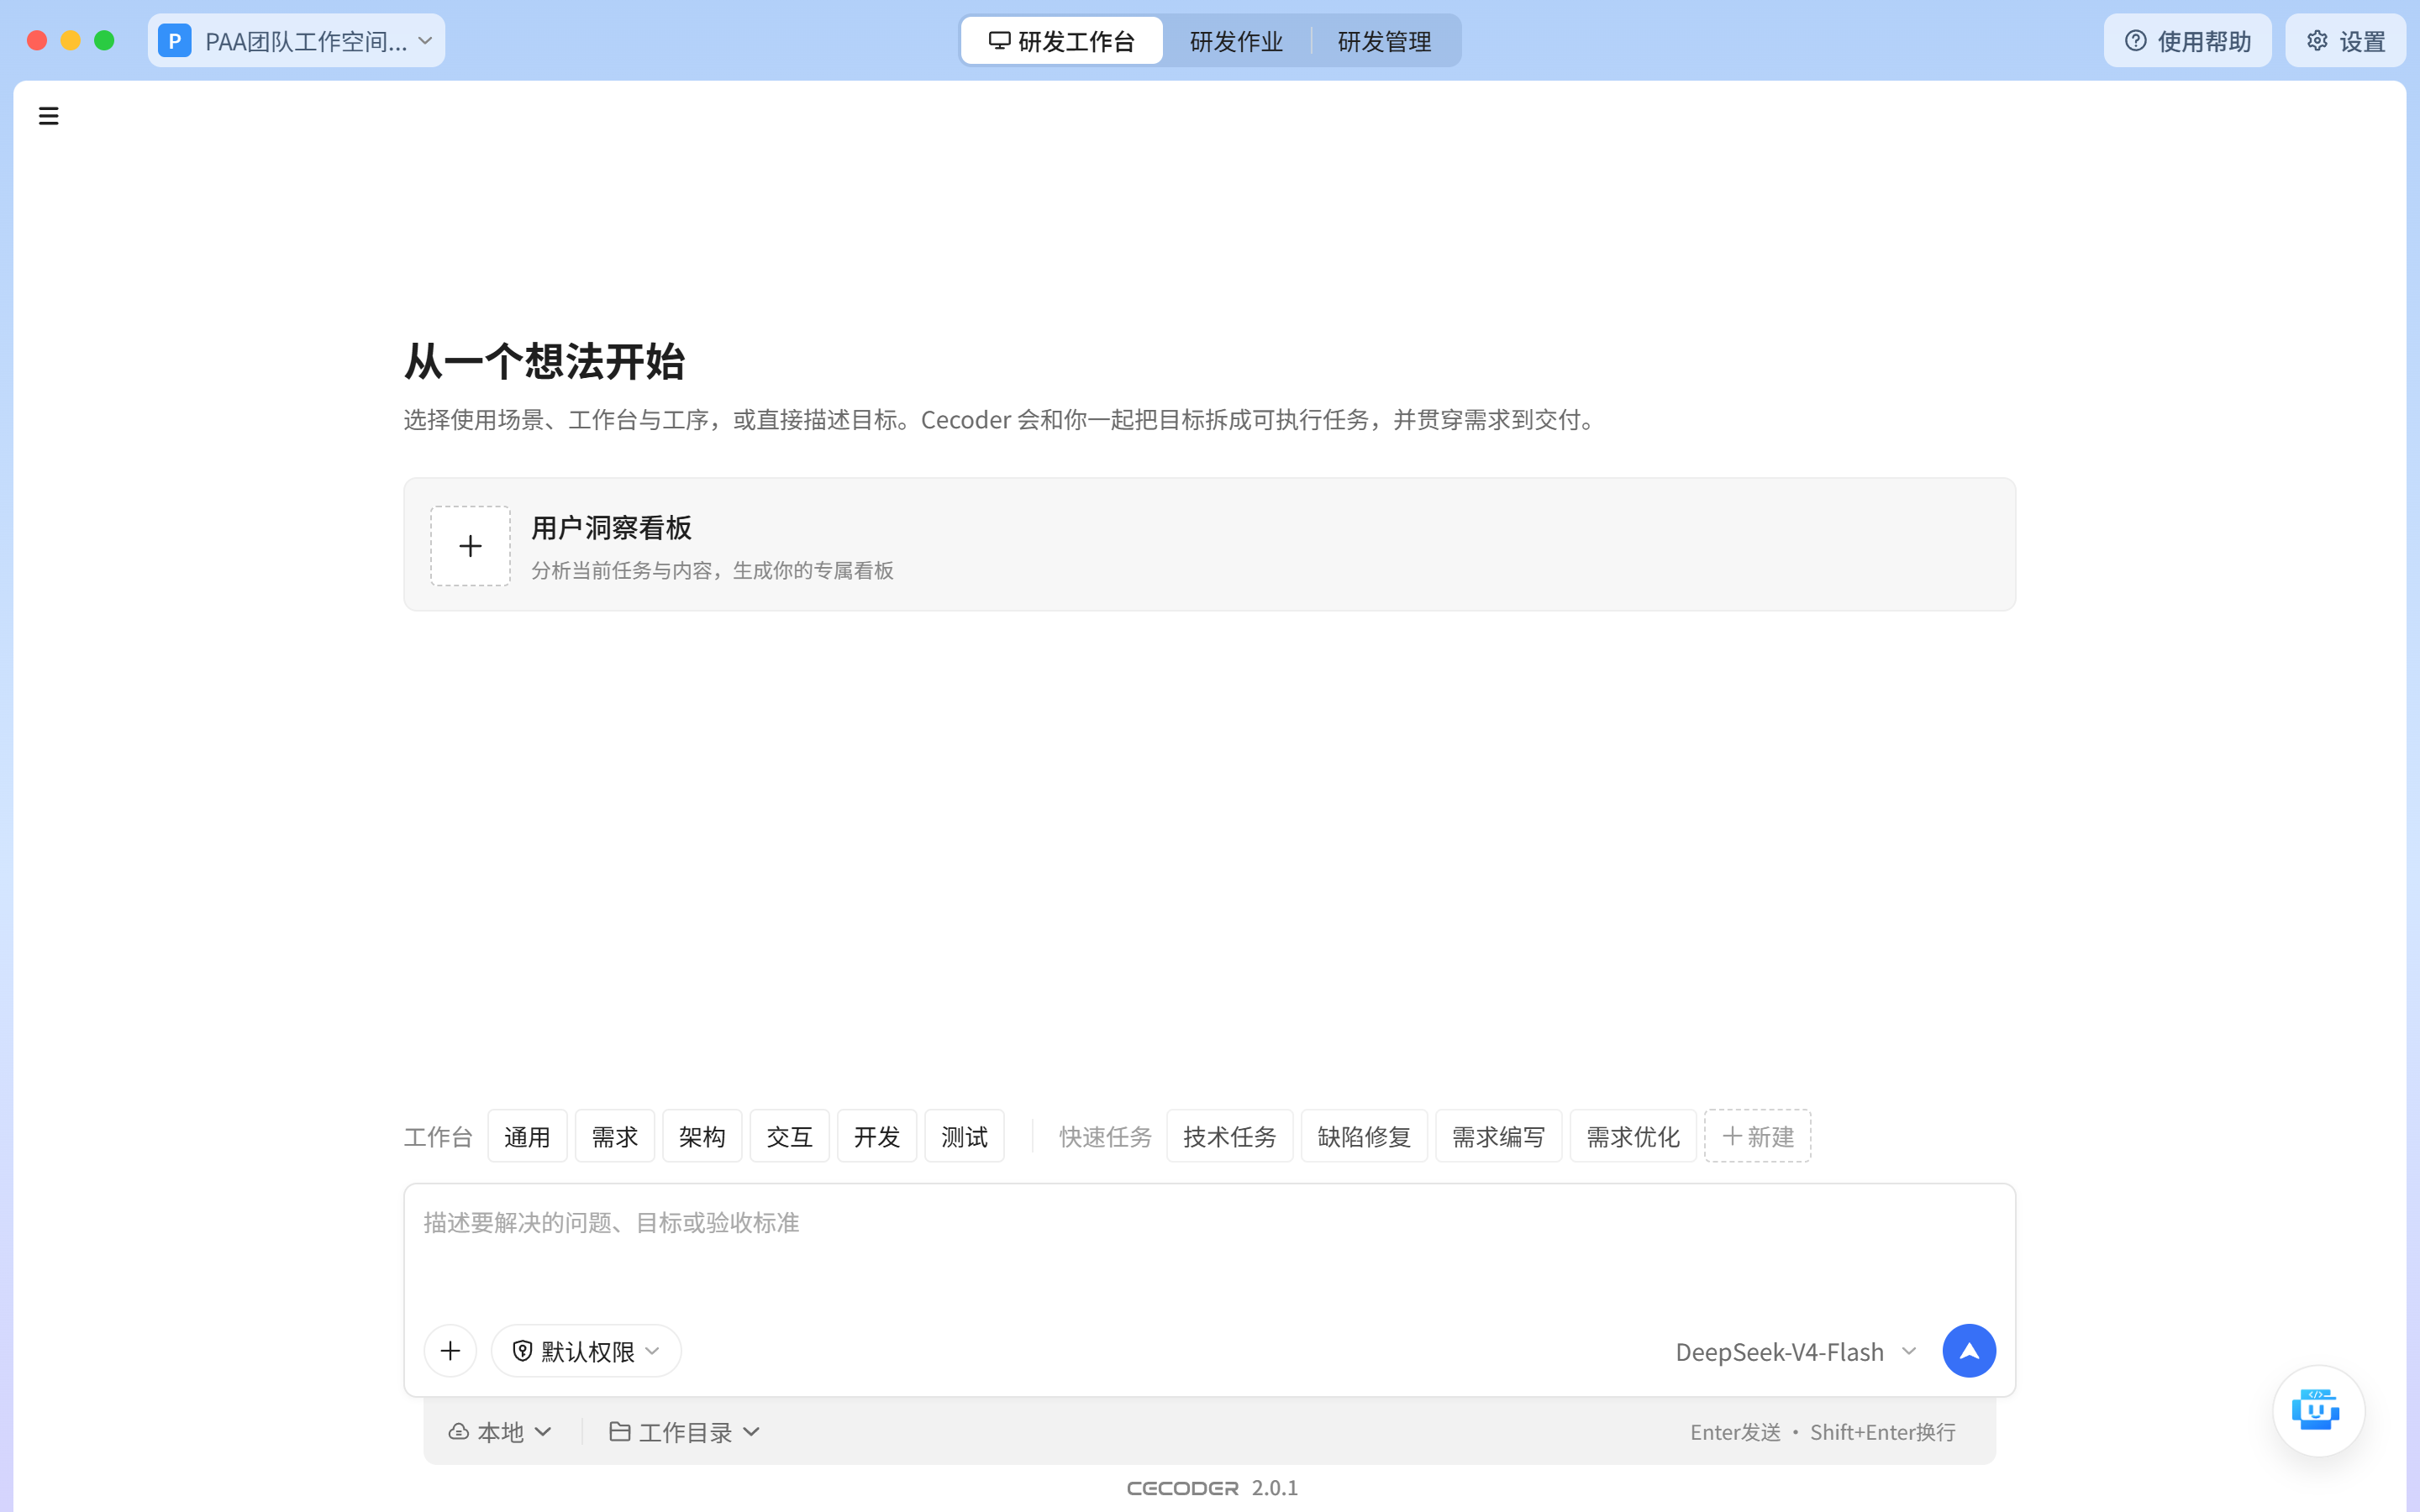 P PAA团队工作空间... 研发工作台 研发作业 研发管理 使用帮助 设置
从一个想法开始
选择使用场景、工作台与工序，或直接描述目标。Cecoder 会和你一起把目标拆成可执行任务，并贯穿需求到交付。
用户洞察看板
分析当前任务与内容，生成你的专属看板
工作台 通用 需求 架构 交互 开发 测试 快速任务 技术任务 缺陷修复 需求编写 需求优化 新建
描述要解决的问题、目标或验收标准
默认权限 DeepSeek-V4-Flash
本地 工作目录 Enter发送 • Shift+Enter换行
CECODER 2.0.1